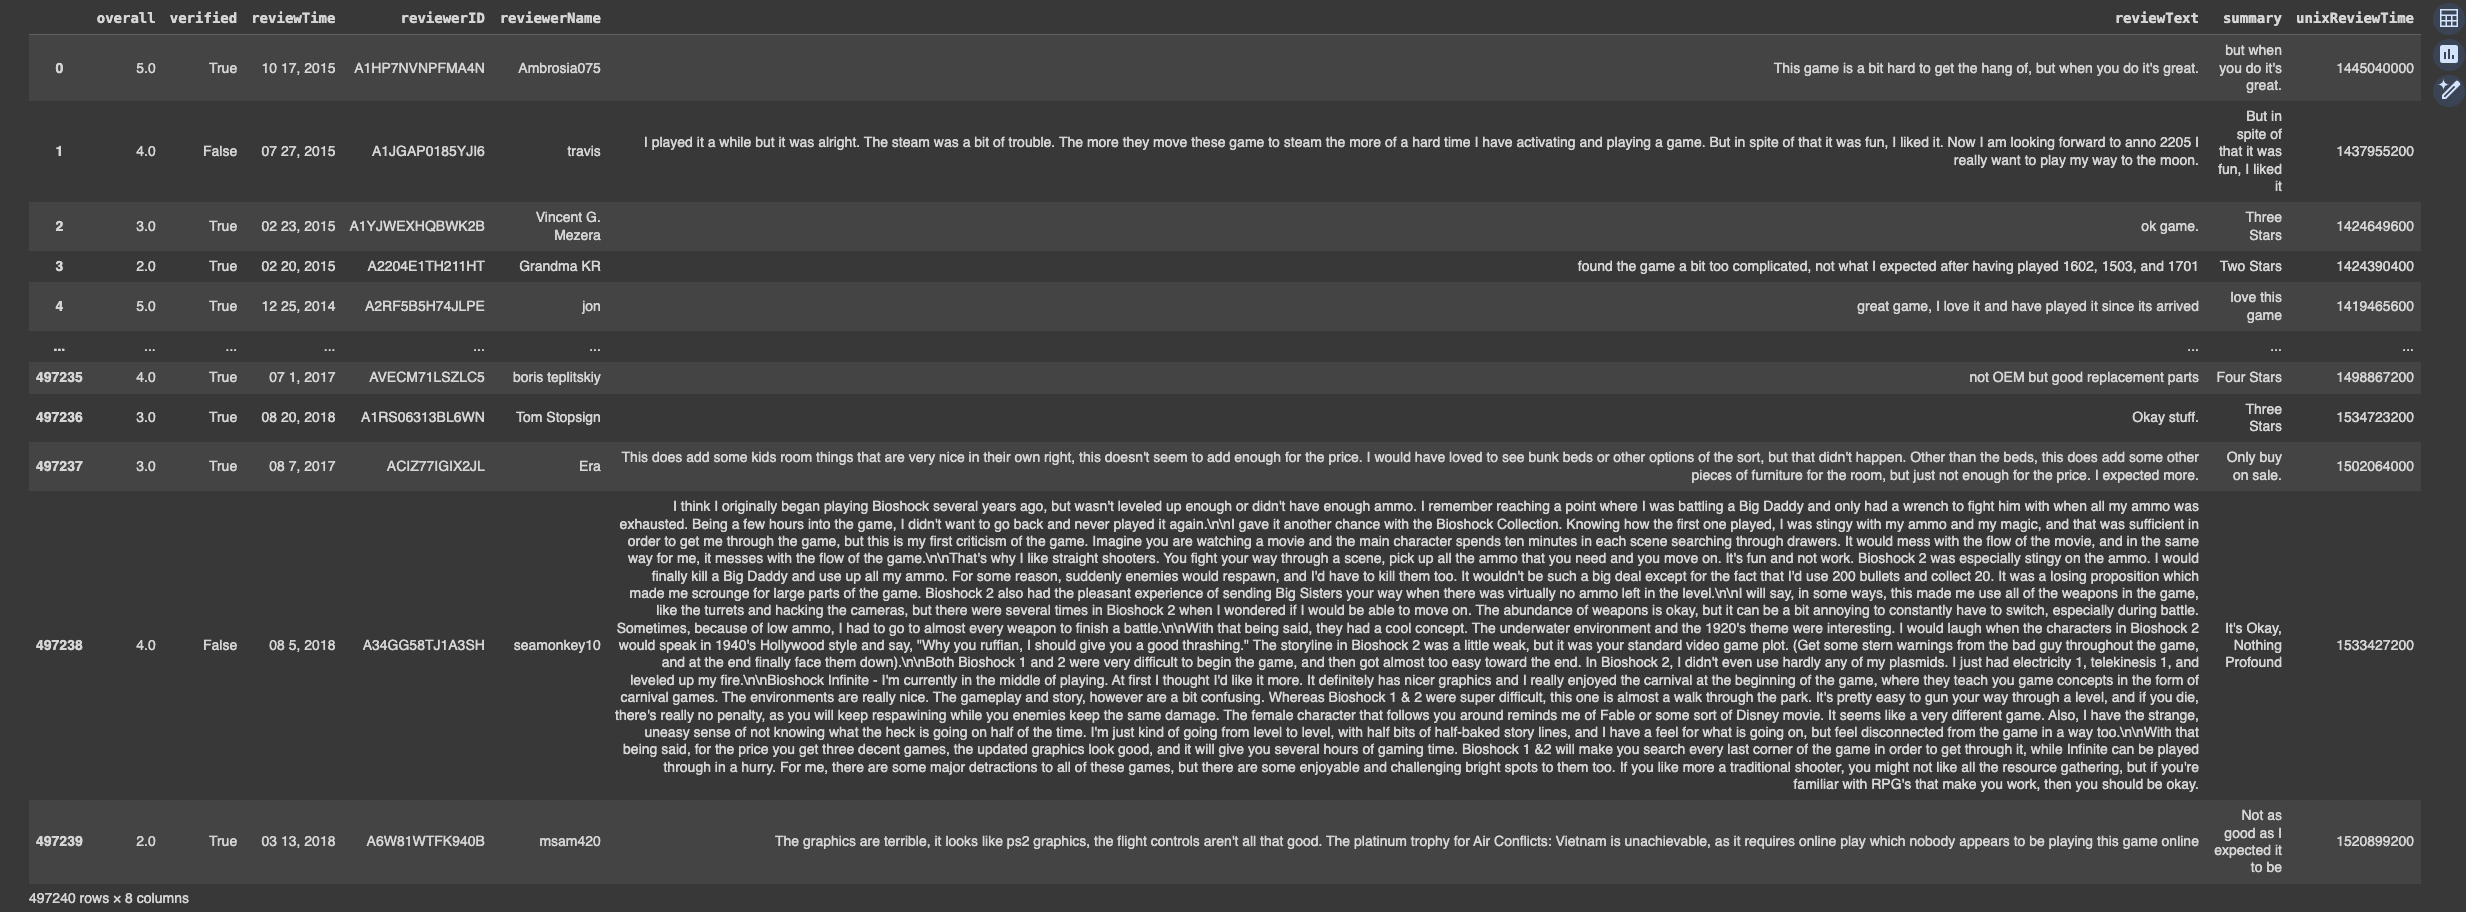 overall verified reviewTime reviewerID reviewerName reviewText summary unixReviewTime
0 5.0 True 10 17, 2015 A1HP7NVNPFMA4N Ambrosia075 This game is a bit hard to get the hang of, but when you do it's great. but when
you do it's
great. 1445040000
1 4.0 False 07 27, 2015 A1JGAP0185YJI6 travis I played it a while but it was alright. The steam was a bit of trouble. The more they move these game to steam the more of a hard time I have activating and playing a game. But in spite of that it was fun, I liked it. Now I am looking forward to anno 2205 I
really want to play my way to the moon. But in
spite of
that it was
fun, I liked
it 1437955200
2 3.0 True 02 23, 2015 A1YJWEXHQBWK2B Vincent G.
Mezera ok game. Three
Stars 1424649600
3 2.0 True 02 20, 2015 A2204E1TH211HT Grandma KR found the game a bit too complicated, not what I expected after having played 1602, 1503, and 1701 Two Stars 1424390400
4 5.0 True 12 25, 2014 A2RF5B5H74JLPE jon great game, I love it and have played it since its arrived love this
game 1419465600
... ... ... ... ... ... ... ... ...
497235 4.0 True 07 1, 2017 AVECM71LSZLC5 boris teplitskiy not OEM but good replacement parts Four Stars 1498867200
497236 3.0 True 08 20, 2018 A1RS06313BL6WN Tom Stopsign Okay stuff. Three
Stars 1534723200
497237 3.0 True 08 7, 2017 ACIZ77IGIX2JL Era This does add some kids room things that are very nice in their own right, this doesn't seem to add enough for the price. I would have loved to see bunk beds or other options of the sort, but that didn't happen. Other than the beds, this does add some other
pieces of furniture for the room, but just not enough for the price. I expected more. Only buy
on sale. 1502064000
497238 4.0 False 08 5, 2018 A34GG58TJ1A3SH seamonkey10 I think I originally began playing Bioshock several years ago, but wasn't leveled up enough or didn't have enough ammo. I remember reaching a point where I was battling a Big Daddy and only had a wrench to fight him with when all my ammo was
exhausted. Being a few hours into the game, I didn't want to go back and never played it again.\n\nI gave it another chance with the Bioshock Collection. Knowing how the first one played, I was stingy with my ammo and my magic, and that was sufficient in
order to get me through the game, but this is my first criticism of the game. Imagine you are watching a movie and the main character spends ten minutes in each scene searching through drawers. It would mess with the flow of the movie, and in the same
way for me, it messes with the flow of the game.\n\nThat's why I like straight shooters. You fight your way through a scene, pick up all the ammo that you need and you move on. It's fun and not work. Bioshock 2 was especially stingy on the ammo. I would
finally kill a Big Daddy and use up all my ammo. For some reason, suddenly enemies would respawn, and I'd have to kill them too. It wouldn't be such a big deal except for the fact that I'd use 200 bullets and collect 20. It was a losing proposition which
made me scrounge for large parts of the game. Bioshock 2 also had the pleasant experience of sending Big Sisters your way when there was virtually no ammo left in the level.\n\nI will say, in some ways, this made me use all of the weapons in the game,
like the turrets and hacking the cameras, but there were several times in Bioshock 2 when I wondered if I would be able to move on. The abundance of weapons is okay, but it can be a bit annoying to constantly have to switch, especially during battle.
Sometimes, because of low ammo, I had to go to almost every weapon to finish a battle.\n\nWith that being said, they had a cool concept. The underwater environment and the 1920's theme were interesting. I would laugh when the characters in Bioshock 2
would speak in 1940's Hollywood style and say, "Why you ruffian, I should give you a good thrashing." The storyline in Bioshock 2 was a little weak, but it was your standard video game plot. (Get some stern warnings from the bad guy throughout the game,
and at the end finally face them down).\n\nBoth Bioshock 1 and 2 were very difficult to begin the game, and then got almost too easy toward the end. In Bioshock 2, I didn't even use hardly any of my plasmids. I just had electricity 1, telekinesis 1, and
leveled up my fire.\n\nBioshock Infinite - I'm currently in the middle of playing. At first I thought I'd like it more. It definitely has nicer graphics and I really enjoyed the carnival at the beginning of the game, where they teach you game concepts in the form of
carnival games. The environments are really nice. The gameplay and story, however are a bit confusing. Whereas Bioshock 1 & 2 were super difficult, this one is almost a walk through the park. It's pretty easy to gun your way through a level, and if you die,
there's really no penalty, as you will keep respawining while you enemies keep the same damage. The female character that follows you around reminds me of Fable or some sort of Disney movie. It seems like a very different game. Also, I have the strange,
uneasy sense of not knowing what the heck is going on half of the time. I'm just kind of going from level to level, with half bits of half-baked story lines, and I have a feel for what is going on, but feel disconnected from the game in a way too.\n\nWith that
being said, for the price you get three decent games, the updated graphics look good, and it will give you several hours of gaming time. Bioshock 1 &2 will make you search every last corner of the game in order to get through it, while Infinite can be played
through in a hurry. For me, there are some major detractions to all of these games, but there are some enjoyable and challenging bright spots to them too. If you like more a traditional shooter, you might not like all the resource gathering, but if you're
familiar with RPG's that make you work, then you should be okay. It's Okay,
Nothing
Profound 1533427200
497239 2.0 True 03 13, 2018 A6W81WTFK940B msam420 The graphics are terrible, it looks like ps2 graphics, the flight controls aren't all that good. The platinum trophy for Air Conflicts: Vietnam is unachievable, as it requires online play which nobody appears to be playing this game online Not as
good as I
expected it
to be 1520899200
497240 rows × 8 columns